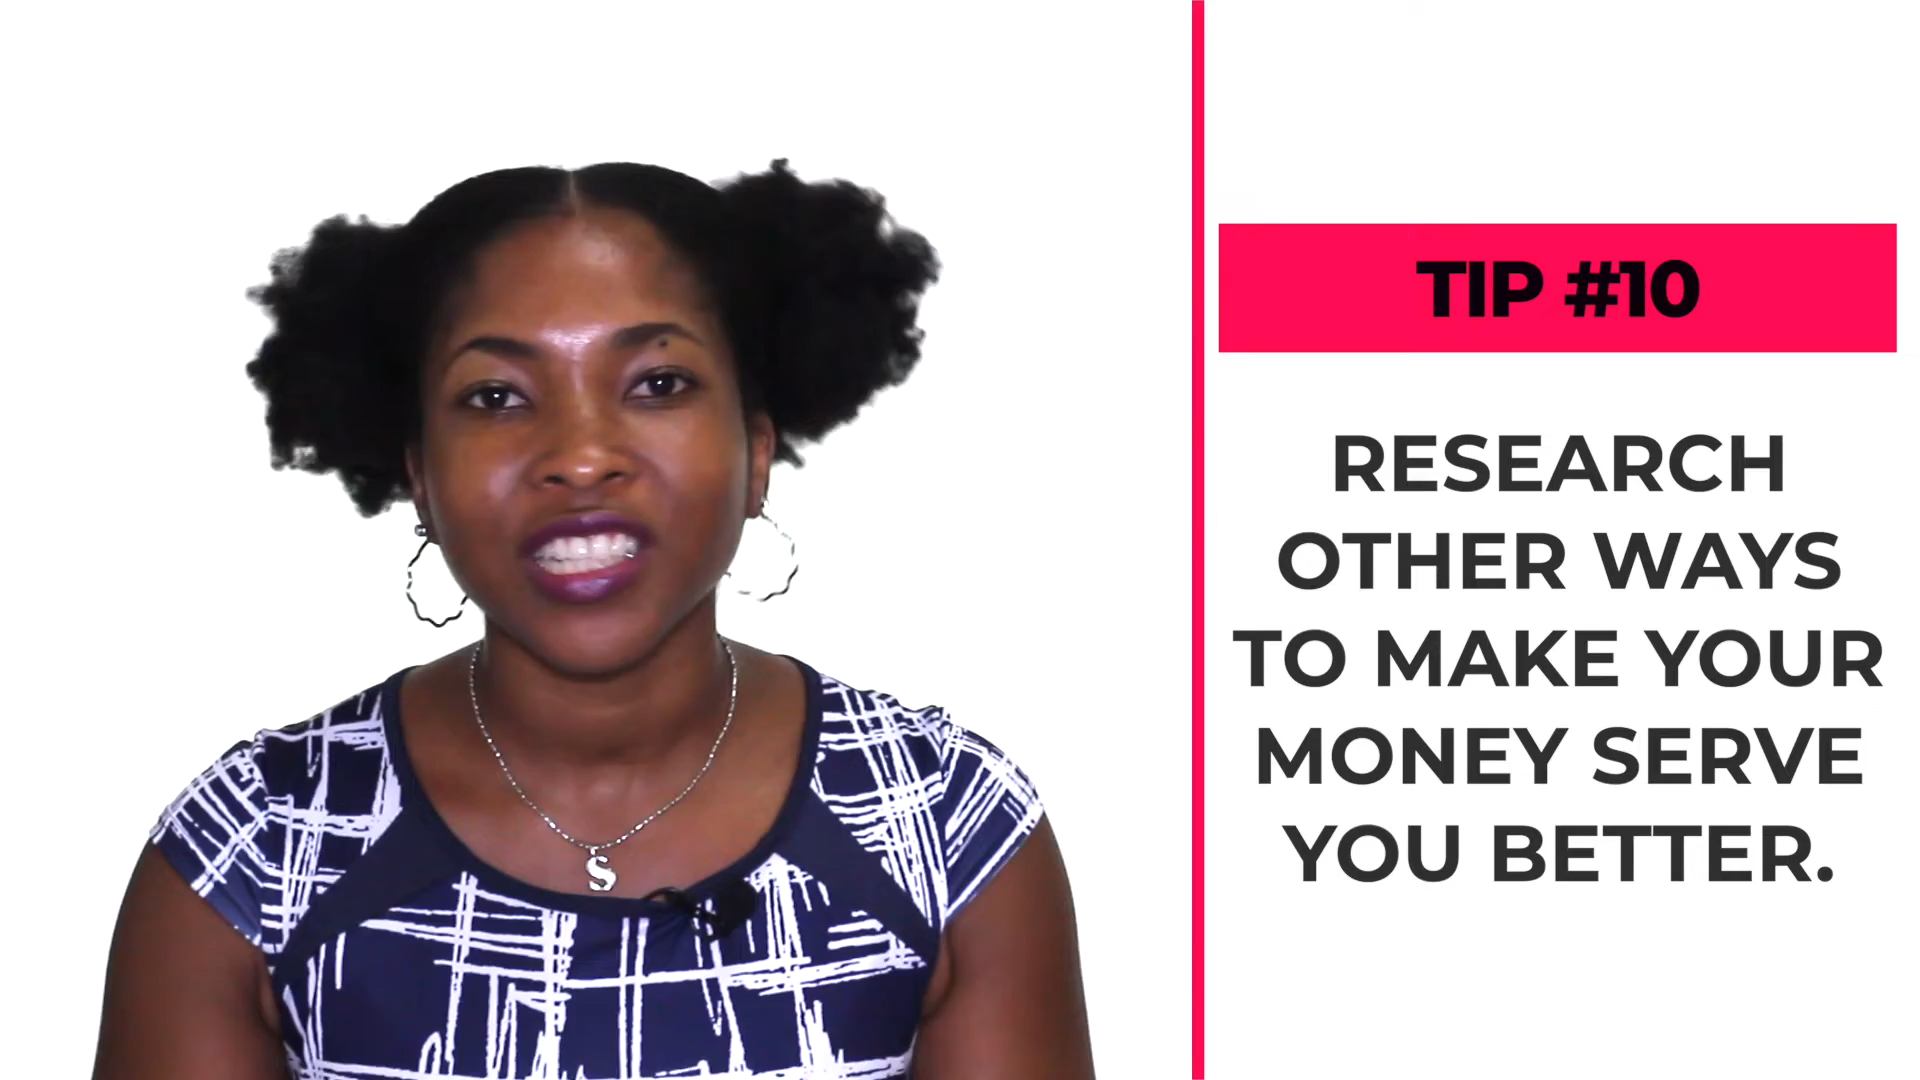 TIP #10
RESEARCH
OTHER WAYS
TO MAKE YOUR
MONEY SERVE
YOU BETTER.
S